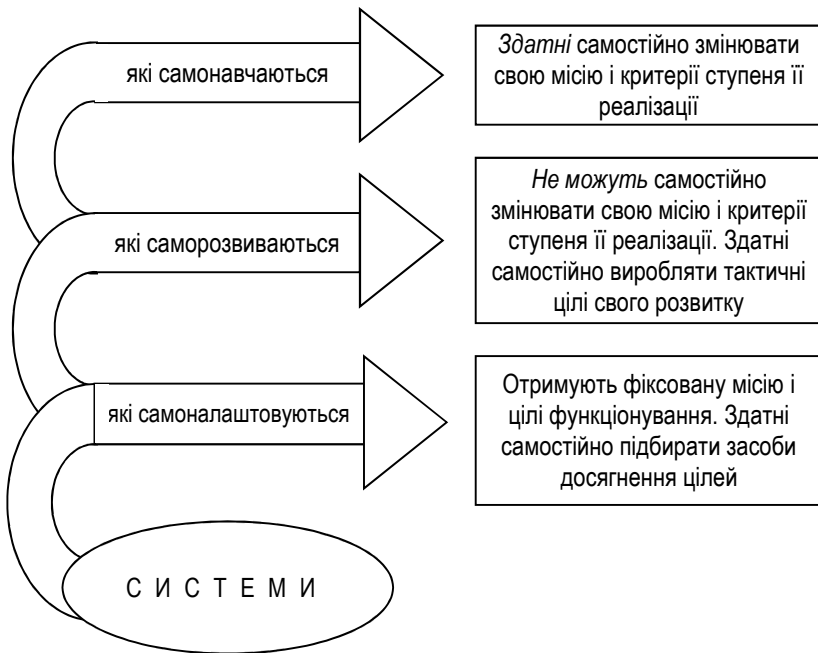 які самонавчаються
Здатні самостійно змінювати
свою місію і критерії ступеня її
реалізації
які саморозвиваються
Не можуть самостійно
змінювати свою місію і критерії
ступеня її реалізації. Здатні
самостійно виробляти тактичні
цілі свого розвитку
які самоналаштовуються
Отримують фіксовану місію і
цілі функціонування. Здатні
самостійно підбирати засоби
досягнення цілей
С И С Т Е М И